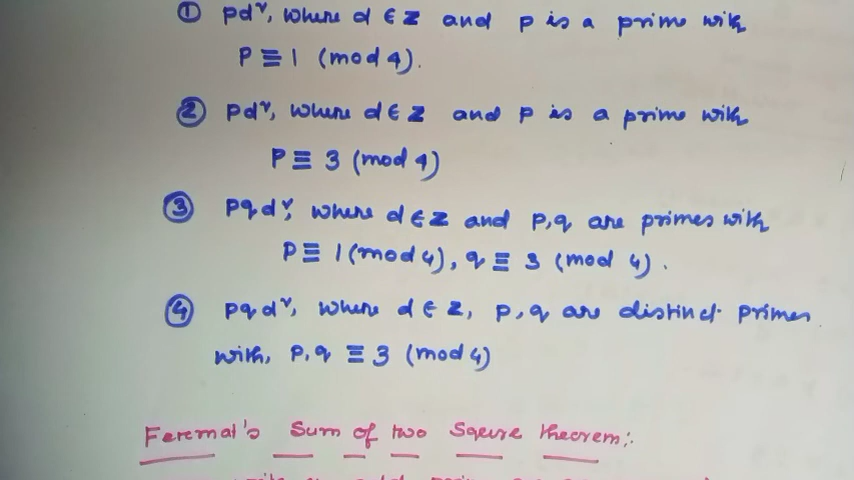 ① pd², where d ∈ Z and p is a prime with
P ≡ 1 (mod 4).
② pd², where d ∈ Z and p is a prime with
P ≡ 3 (mod 4)
③ pqd², where d ∈ Z and p,q are primes with
P ≡ 1 (mod 4), q ≡ 3 (mod 4).
④ pqd², where d ∈ Z, p,q are distinct primes
with, p,q ≡ 3 (mod 4)
Feremat's Sum of two Sqeure theorem:.